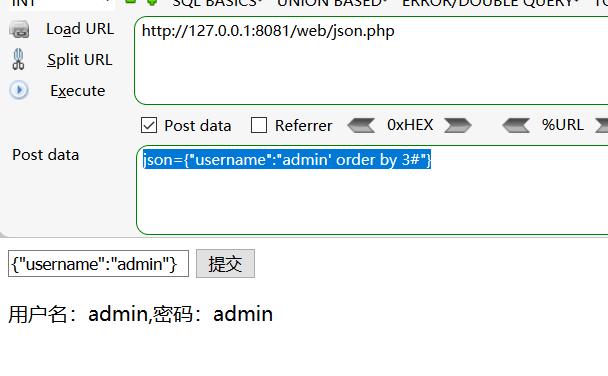 INT SQL BASICS UNION BASED ERROR/DOUBLE QUERY
Load URL
http://127.0.0.1:8081/web/json.php
Split URL
Execute
Post data Referrer 0xHEX %URL
Post data
json={"username":"admin' order by 3#"}
{"username":"admin"} 提交
用户名：admin,密码：admin